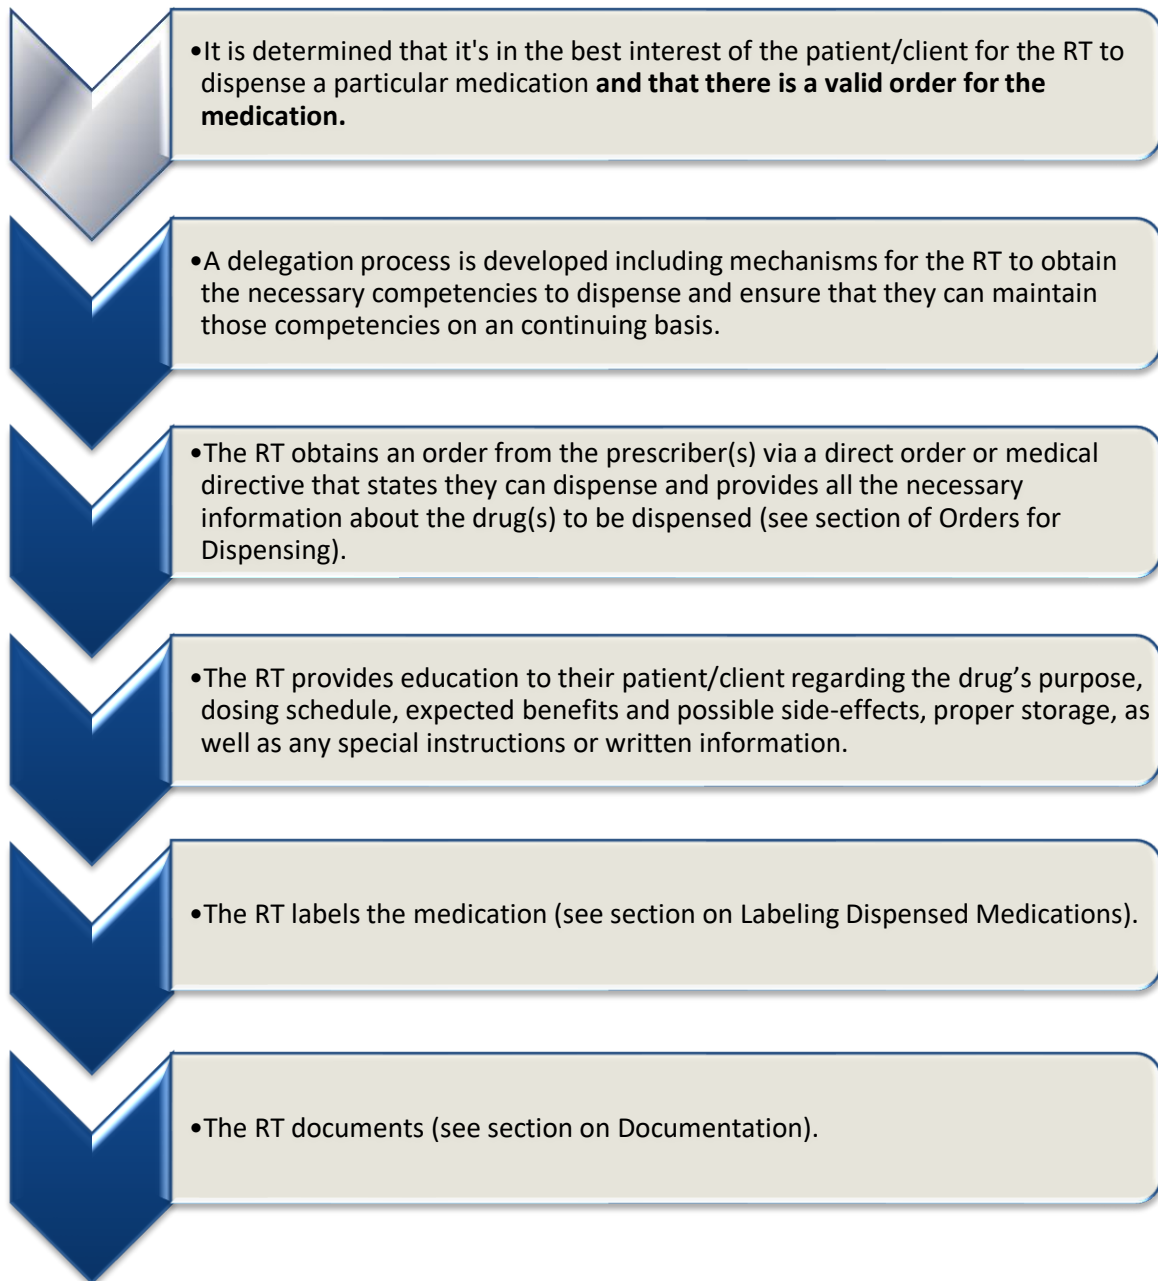 •It is determined that it's in the best interest of the patient/client for the RT to
dispense a particular medication and that there is a valid order for the
medication.
•A delegation process is developed including mechanisms for the RT to obtain
the necessary competencies to dispense and ensure that they can maintain
those competencies on an continuing basis.
•The RT obtains an order from the prescriber(s) via a direct order or medical
directive that states they can dispense and provides all the necessary
information about the drug(s) to be dispensed (see section of Orders for
Dispensing).
•The RT provides education to their patient/client regarding the drug’s purpose,
dosing schedule, expected benefits and possible side-effects, proper storage, as
well as any special instructions or written information.
•The RT labels the medication (see section on Labeling Dispensed Medications).
•The RT documents (see section on Documentation).